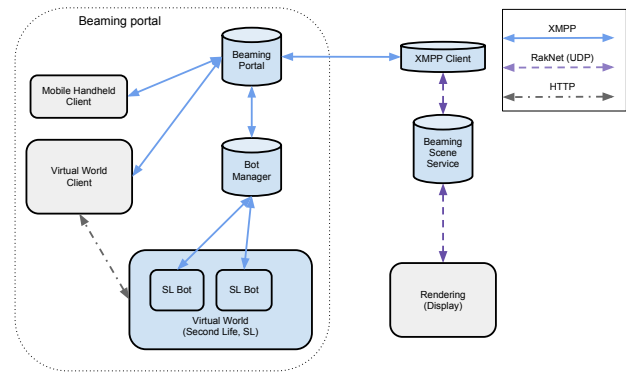 Beaming portal
Beaming
Portal
XMPP Client
XMPP
RakNet (UDP)
HTTP
Mobile Handheld
Client
Virtual World
Client
Bot
Manager
Beaming
Scene
Service
SL Bot
SL Bot
Virtual World
(Second Life, SL)
Rendering
(Display)